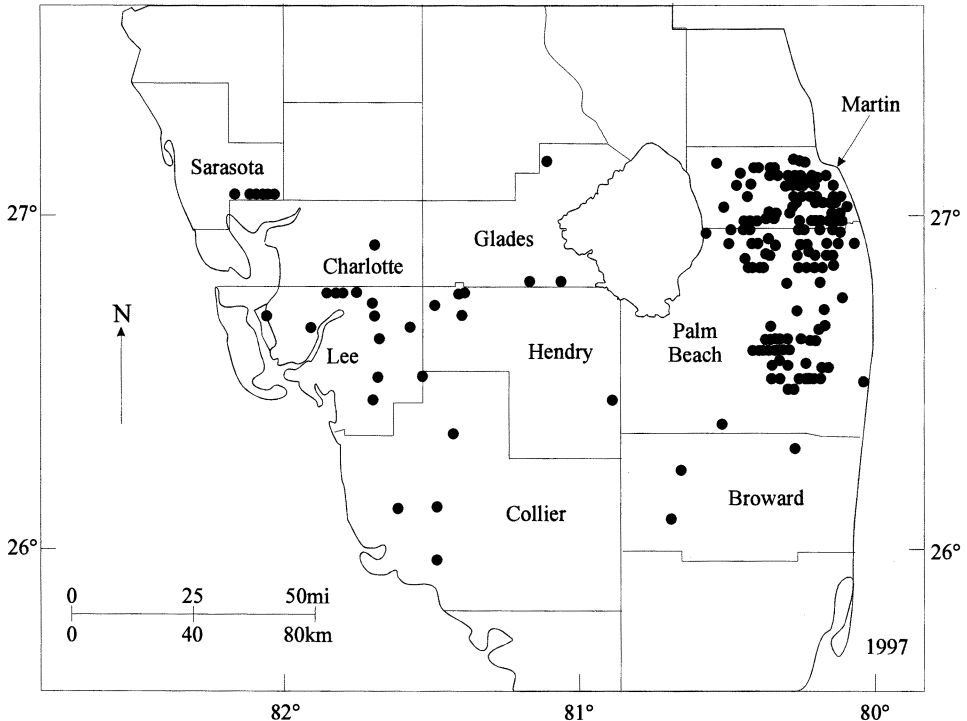 Martin
Sarasota
27°
27°
Glades
Charlotte
N
Palm
Beach
Lee
Hendry
Collier
Broward
26°
26°
0 25 50mi
0 40 80km
1997
82° 81° 80°